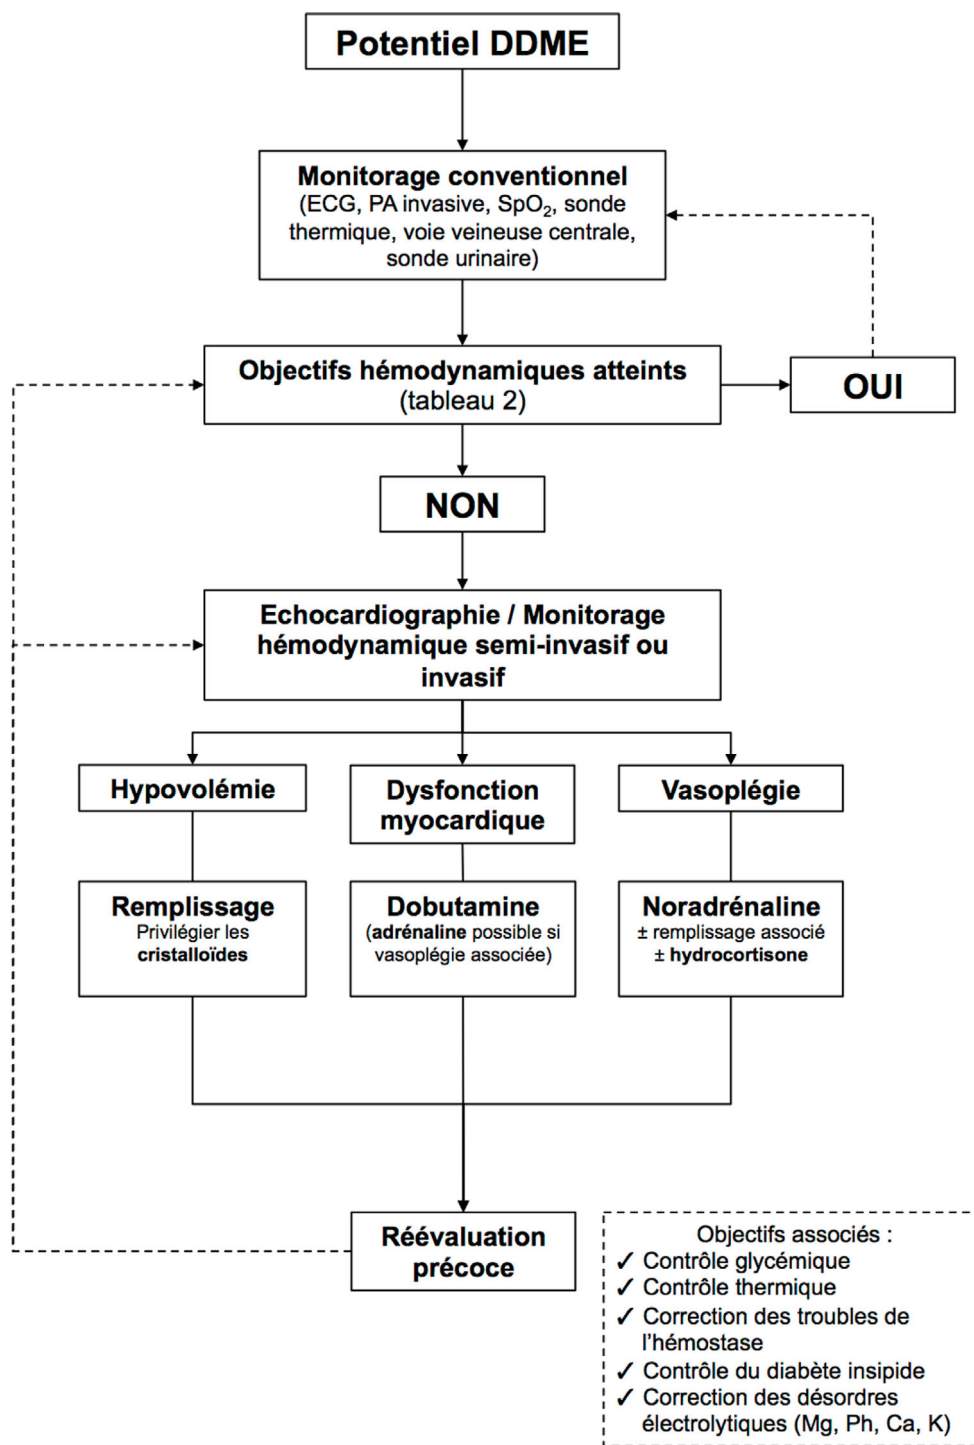 Potentiel DDME
Monitorage conventionnel
(ECG, PA invasive, SpO₂, sonde
thermique, voie veineuse centrale,
sonde urinaire)
Objectifs hémodynamiques atteints
(tableau 2)
OUI
NON
Echocardiographie / Monitorage
hémodynamique semi-invasif ou
invasif
Hypovolémie
Dysfonction
myocardique
Vasoplégie
Remplissage
Privilégier les
cristalloïdes
Dobutamine
(adrénaline possible si
vasoplégie associée)
Noradrénaline
± remplissage associé
± hydrocortisone
Réévaluation
précoce
Objectifs associés :
✓ Contrôle glycémique
✓ Contrôle thermique
✓ Correction des troubles de
l'hémostase
✓ Contrôle du diabète insipide
✓ Correction des désordres
électrolytiques (Mg, Ph, Ca, K)